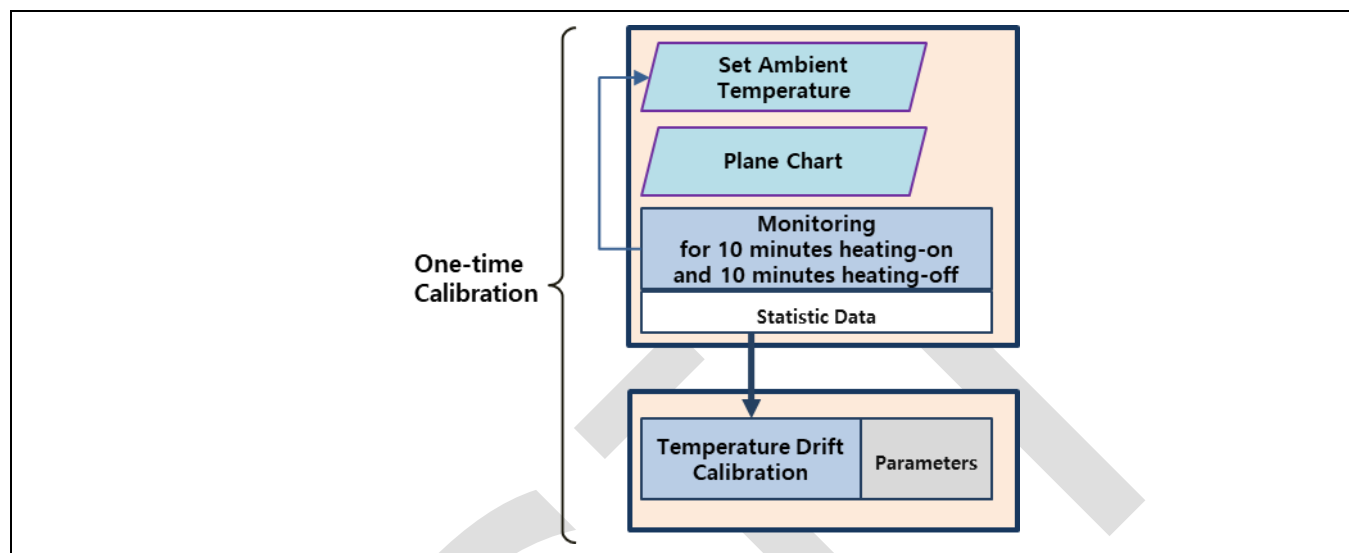 Set Ambient
Temperature
Plane Chart
Monitoring
for 10 minutes heating-on
and 10 minutes heating-off
Statistic Data
One-time
Calibration
Temperature Drift
Calibration
Parameters